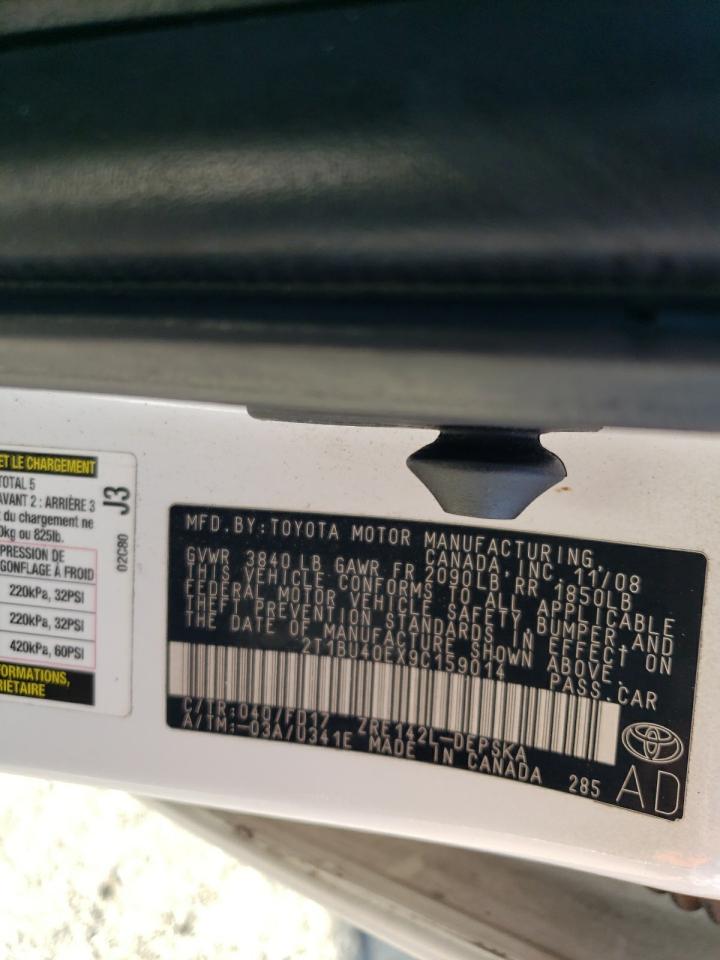 ET LE CHARGEMENT
TOTAL 5
AVANT 2 : ARRIÈRE 3
du chargement ne
kg ou 825lb.
PRESSION DE
GONFLAGE À FROID
220kPa, 32PSI
220kPa, 32PSI
420kPa, 60PSI
J3
02C80
MFD. BY: TOYOTA MOTOR MANUFACTURING,
CANADA, INC. 11/08
GVWR 3840 LB GAWR FR 2090LB, RR 1850LB
THIS VEHICLE CONFORMS TO ALL APPLICABLE
FEDERAL MOTOR VEHICLE SAFETY, BUMPER AND
THEFT PREVENTION STANDARDS IN EFFECT ON
THE DATE OF MANUFACTURE SHOWN ABOVE.
2T1BU40EX9C159014 PASS.CAR
C/TR:040/FD17 ZRE142L-DEPSKA
A/TM:-03A/U341E MADE IN CANADA 285
AD